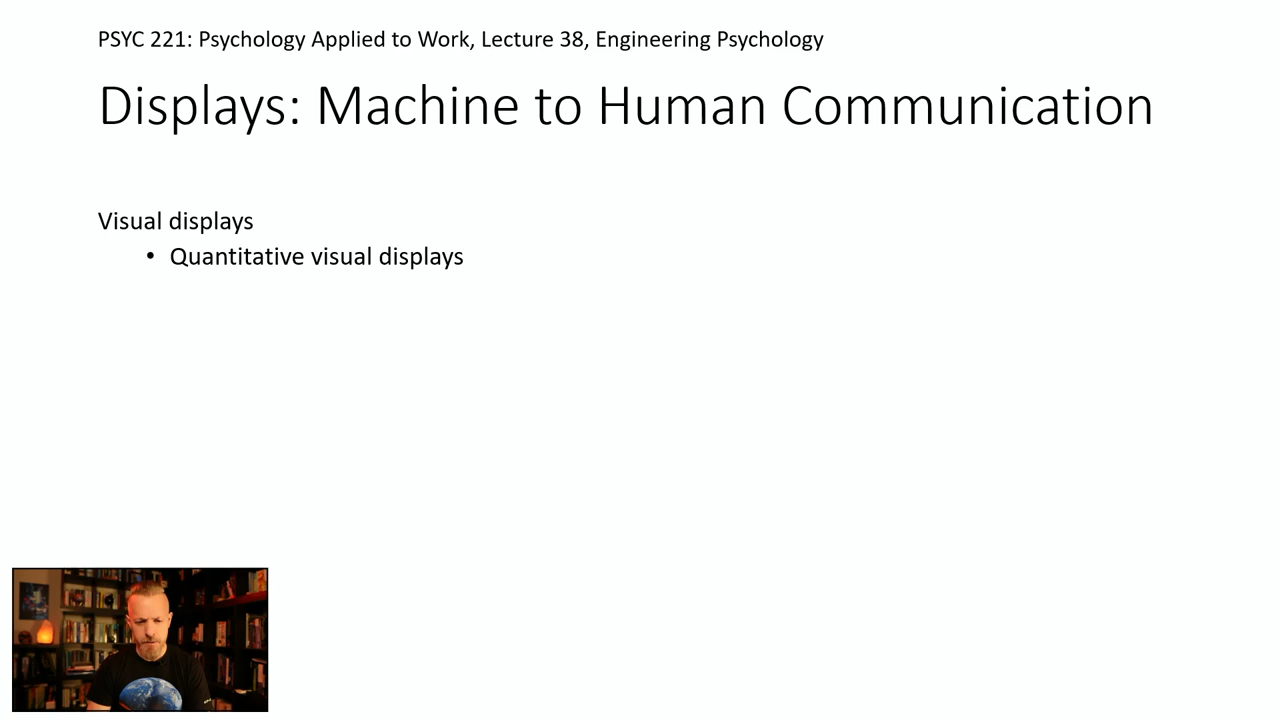 PSYC 221: Psychology Applied to Work, Lecture 38, Engineering Psychology
Displays: Machine to Human Communication
Visual displays
• Quantitative visual displays